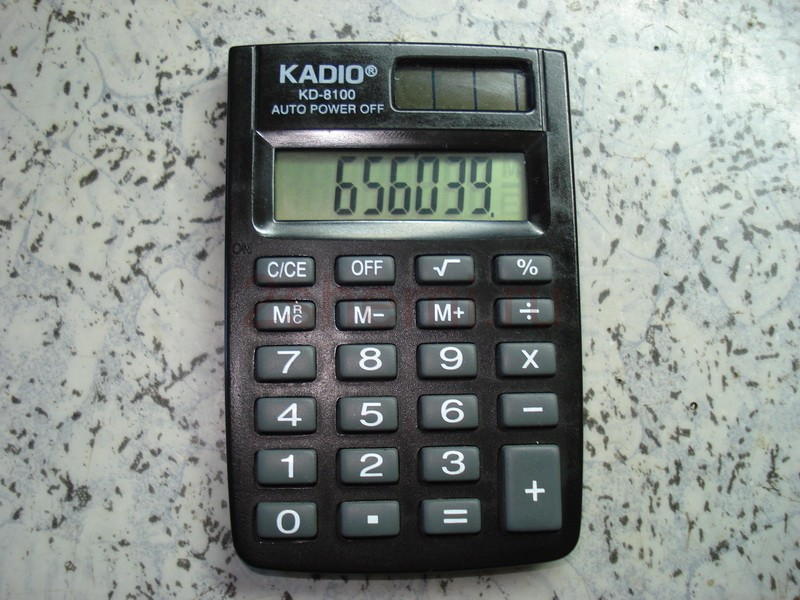 KADIO®
KD-8100
AUTO POWER OFF
656039.
ON
C/CE OFF √ %
MRC M− M+ ÷
7 8 9 X
4 5 6 −
1 2 3
0 . = +